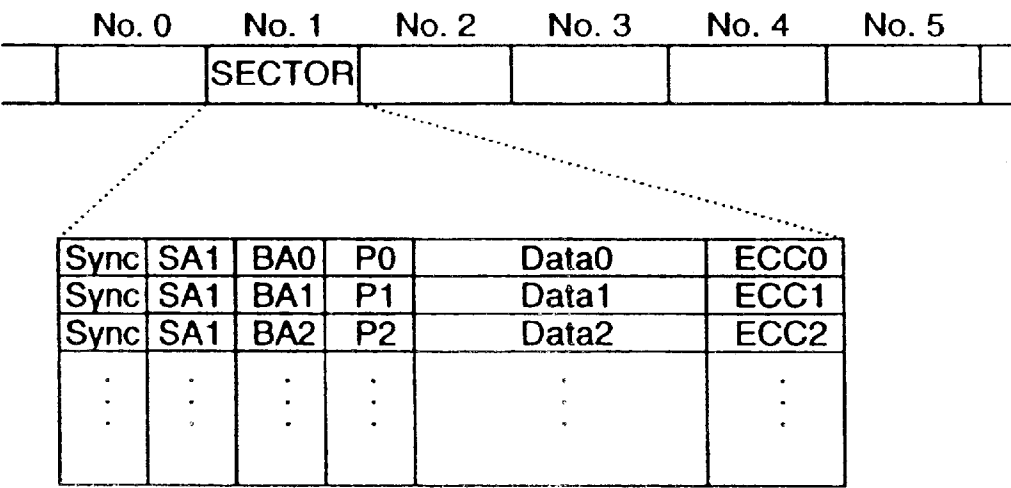 No. 0 No. 1 No. 2 No. 3 No. 4 No. 5
SECTOR
Sync SA1 BA0 P0 Data0 ECC0
Sync SA1 BA1 P1 Data1 ECC1
Sync SA1 BA2 P2 Data2 ECC2